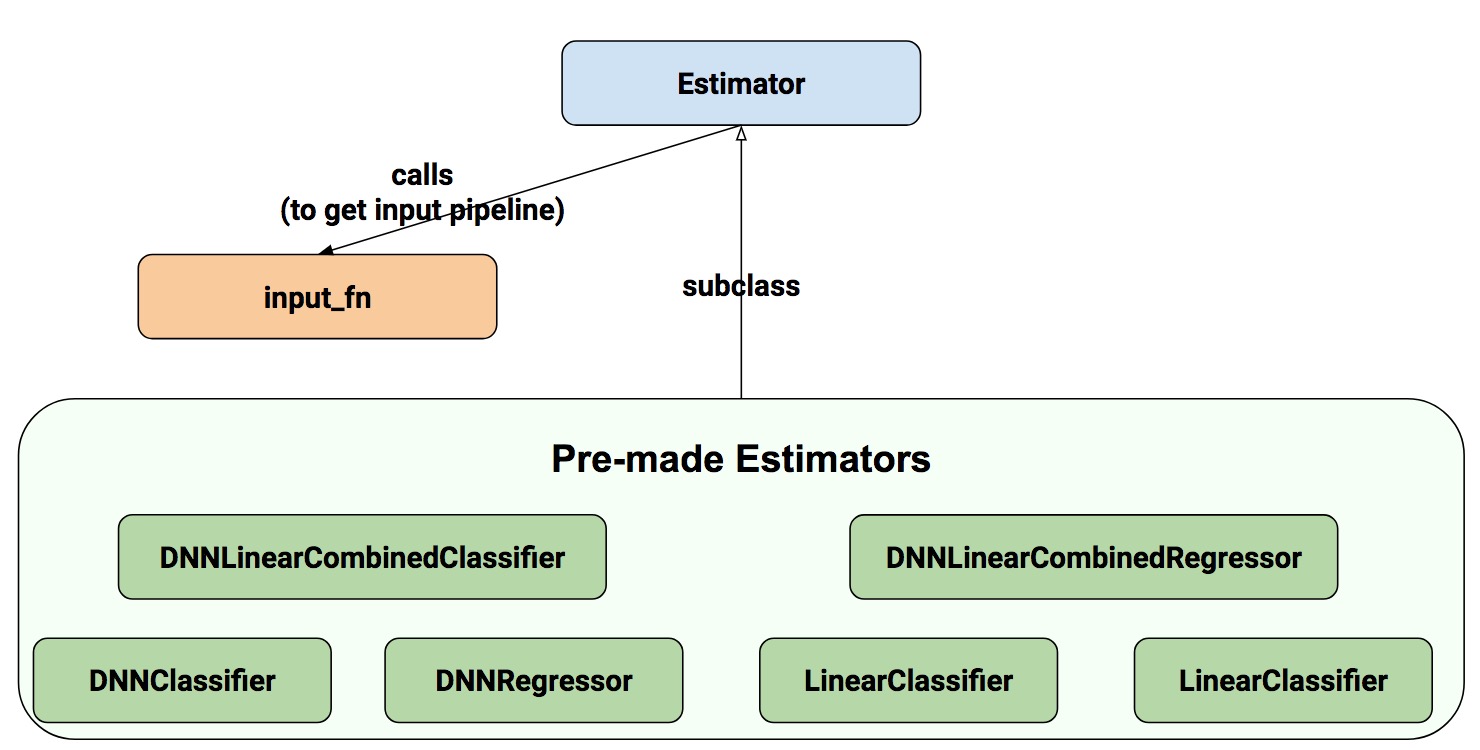 Estimator
calls
(to get input pipeline)
input_fn
subclass
Pre-made Estimators
DNNLinearCombinedClassifier
DNNLinearCombinedRegressor
DNNClassifier
DNNRegressor
LinearClassifier
LinearClassifier